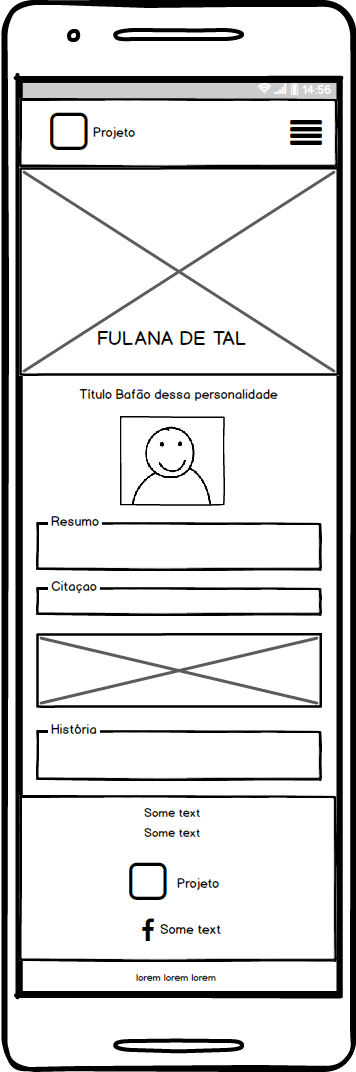 14:56
Projeto
FULANA DE TAL
Título Bafão dessa personalidade
Resumo
Citaçao
História
Some text
Some text
Projeto
f Some text
lorem lorem lorem